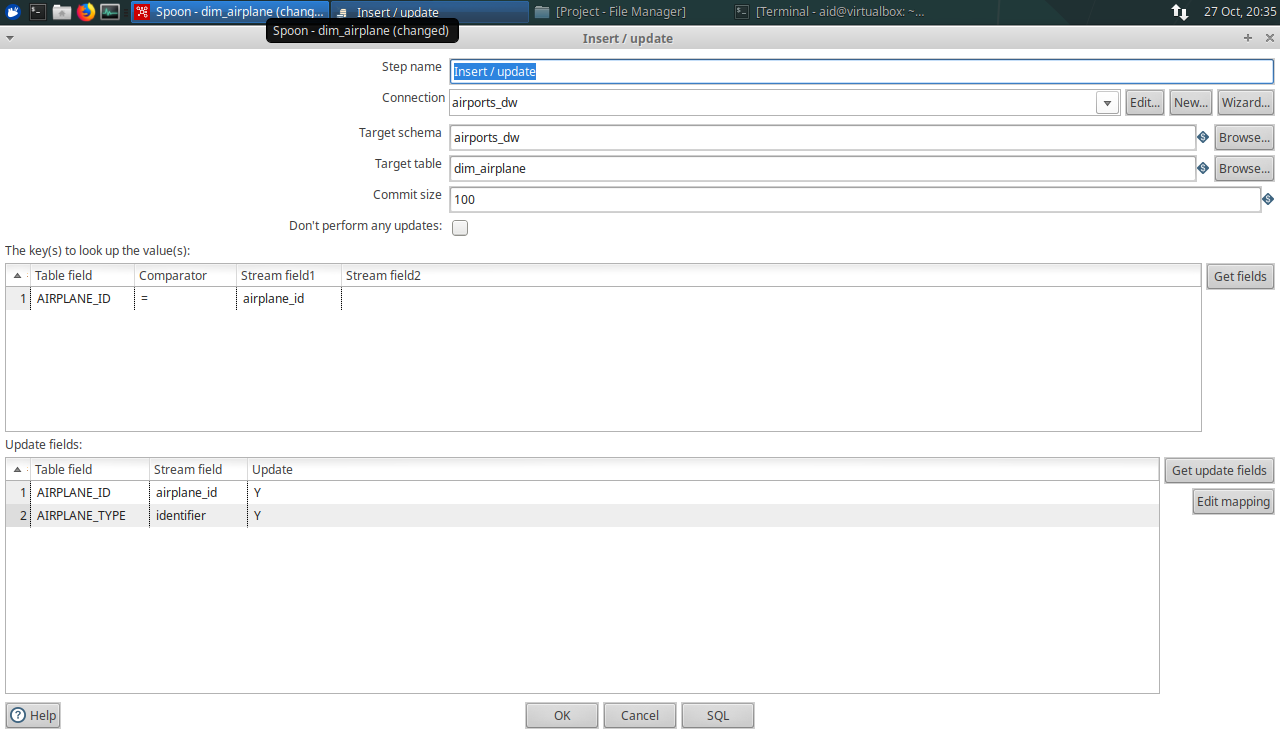 Spoon - dim_airplane (chang...
Insert / update
[Project - File Manager]
[Terminal - aid@virtualbox: ~...
27 Oct, 20:35
Spoon - dim_airplane (changed)
Insert / update
Step name Insert / update
Connection airports_dw Edit... New... Wizard...
Target schema airports_dw Browse...
Target table dim_airplane Browse...
Commit size 100
Don't perform any updates:
The key(s) to look up the value(s):
Table field Comparator Stream field1 Stream field2 Get fields
1 AIRPLANE_ID = airplane_id
Update fields:
Table field Stream field Update Get update fields
1 AIRPLANE_ID airplane_id Y Edit mapping
2 AIRPLANE_TYPE identifier Y
Help OK Cancel SQL